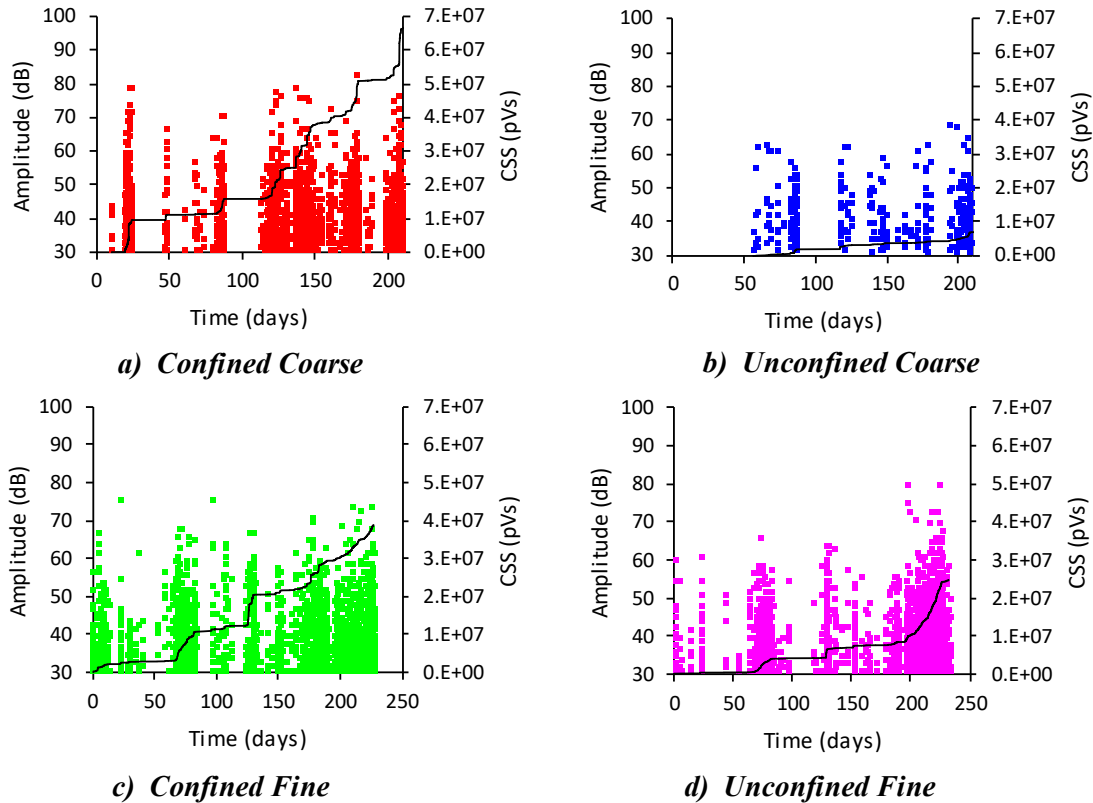 100
90
80
70
60
50
40
30
Amplitude (dB)
7.E+07
6.E+07
5.E+07
4.E+07
3.E+07
2.E+07
1.E+07
0.E+00
CSS (pVs)
0 50 100 150 200
Time (days)
a) Confined Coarse
100
90
80
70
60
50
40
30
Amplitude (dB)
7.E+07
6.E+07
5.E+07
4.E+07
3.E+07
2.E+07
1.E+07
0.E+00
CSS (pVs)
0 50 100 150 200
Time (days)
b) Unconfined Coarse
100
90
80
70
60
50
40
30
Amplitude (dB)
7.E+07
6.E+07
5.E+07
4.E+07
3.E+07
2.E+07
1.E+07
0.E+00
CSS (pVs)
0 50 100 150 200 250
Time (days)
c) Confined Fine
100
90
80
70
60
50
40
30
Amplitude (dB)
7.E+07
6.E+07
5.E+07
4.E+07
3.E+07
2.E+07
1.E+07
0.E+00
CSS (pVs)
0 50 100 150 200 250
Time (days)
d) Unconfined Fine